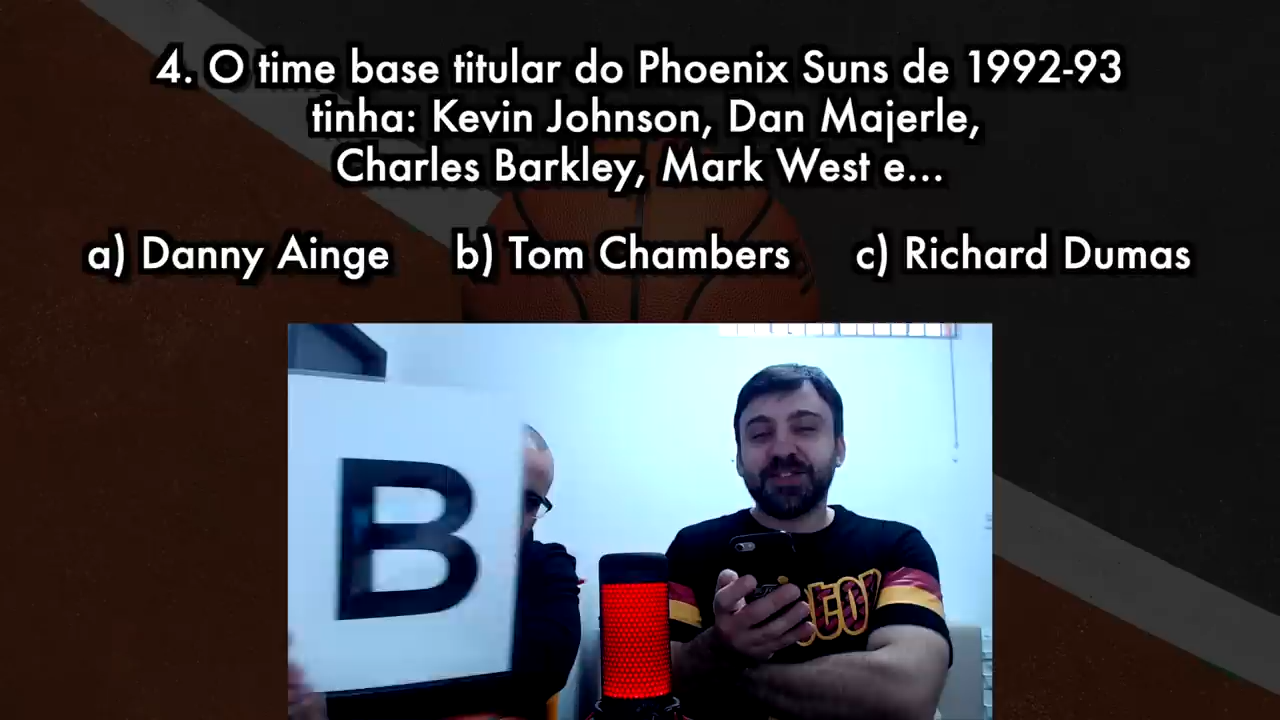 4. O time base titular do Phoenix Suns de 1992-93
tinha: Kevin Johnson, Dan Majerle,
Charles Barkley, Mark West e...
a) Danny Ainge b) Tom Chambers c) Richard Dumas
B